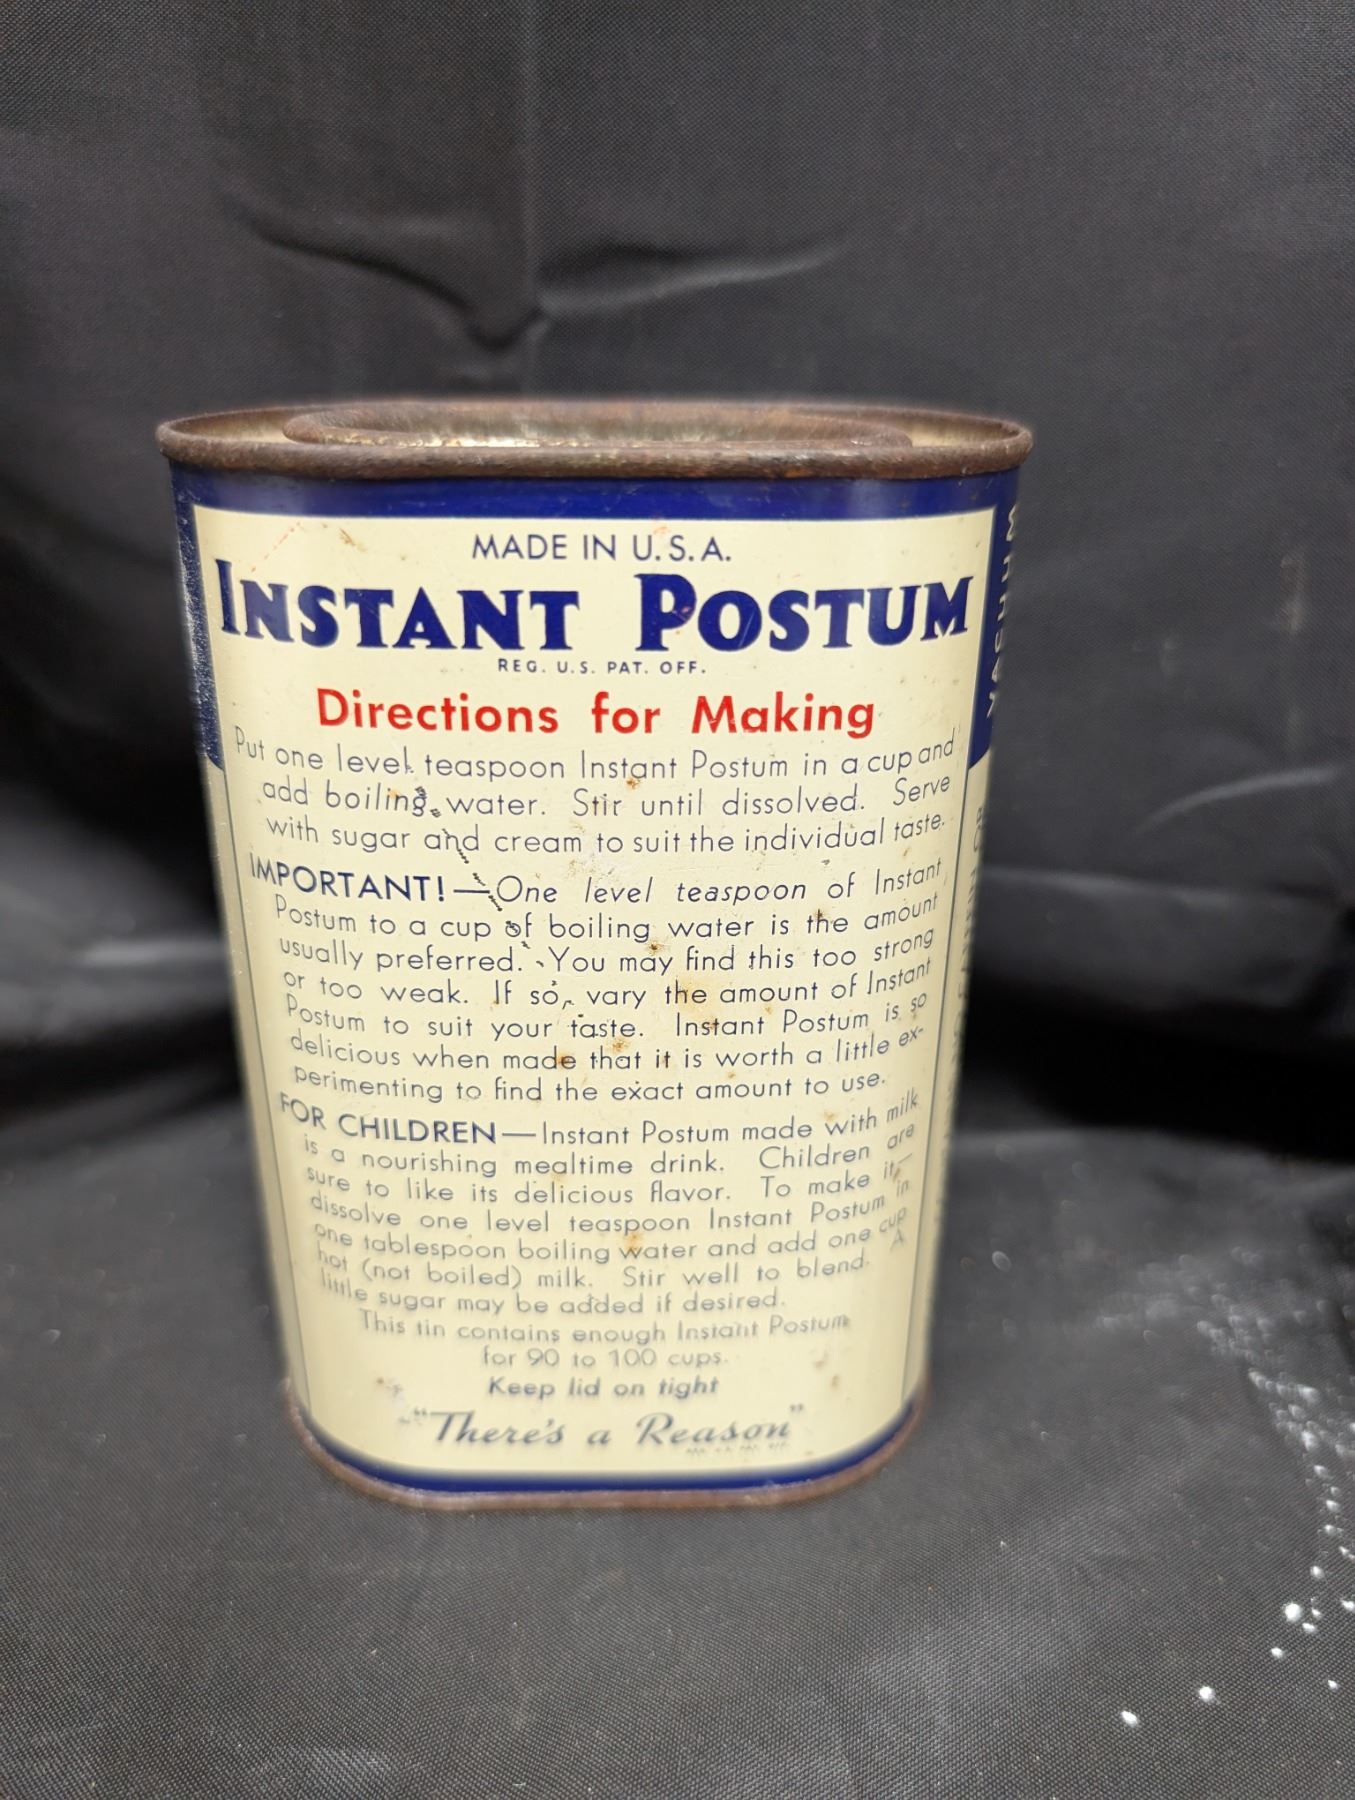 MADE IN U.S.A.
INSTANT POSTUM
REG. U.S. PAT. OFF.
Directions for Making
Put one level teaspoon Instant Postum in a cup and
add boiling water. Stir until dissolved. Serve
with sugar and cream to suit the individual taste.
IMPORTANT!—One level teaspoon of Instant
Postum to a cup of boiling water is the amount
usually preferred. You may find this too strong
or too weak. If so, vary the amount of Instant
Postum to suit your taste. Instant Postum is so
delicious when made that it is worth a little ex-
perimenting to find the exact amount to use.
FOR CHILDREN—Instant Postum made with milk
is a nourishing mealtime drink. Children are
sure to like its delicious flavor. To make it—
dissolve one level teaspoon Instant Postum in
one tablespoon boiling water and add one cup
hot (not boiled) milk. Stir well to blend. A
little sugar may be added if desired.
This tin contains enough Instant Postum
for 90 to 100 cups.
Keep lid on tight
"There's a Reason"
VACUUM